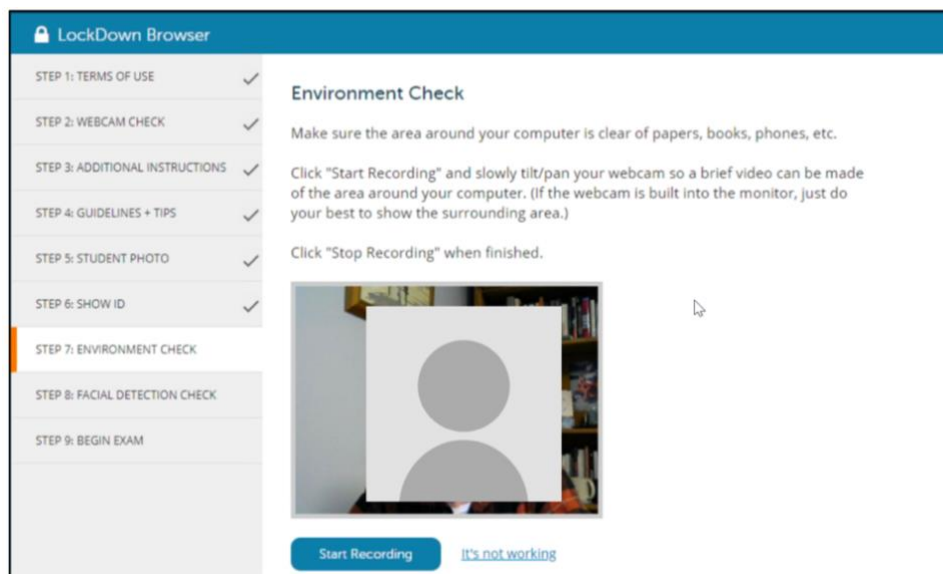 LockDown Browser
STEP 1: TERMS OF USE
STEP 2: WEBCAM CHECK
STEP 3: ADDITIONAL INSTRUCTIONS
STEP 4: GUIDELINES + TIPS
STEP 5: STUDENT PHOTO
STEP 6: SHOW ID
STEP 7: ENVIRONMENT CHECK
STEP 8: FACIAL DETECTION CHECK
STEP 9: BEGIN EXAM
Environment Check
Make sure the area around your computer is clear of papers, books, phones, etc.
Click "Start Recording" and slowly tilt/pan your webcam so a brief video can be made
of the area around your computer. (If the webcam is built into the monitor, just do
your best to show the surrounding area.)
Click "Stop Recording" when finished.
Start Recording
It's not working